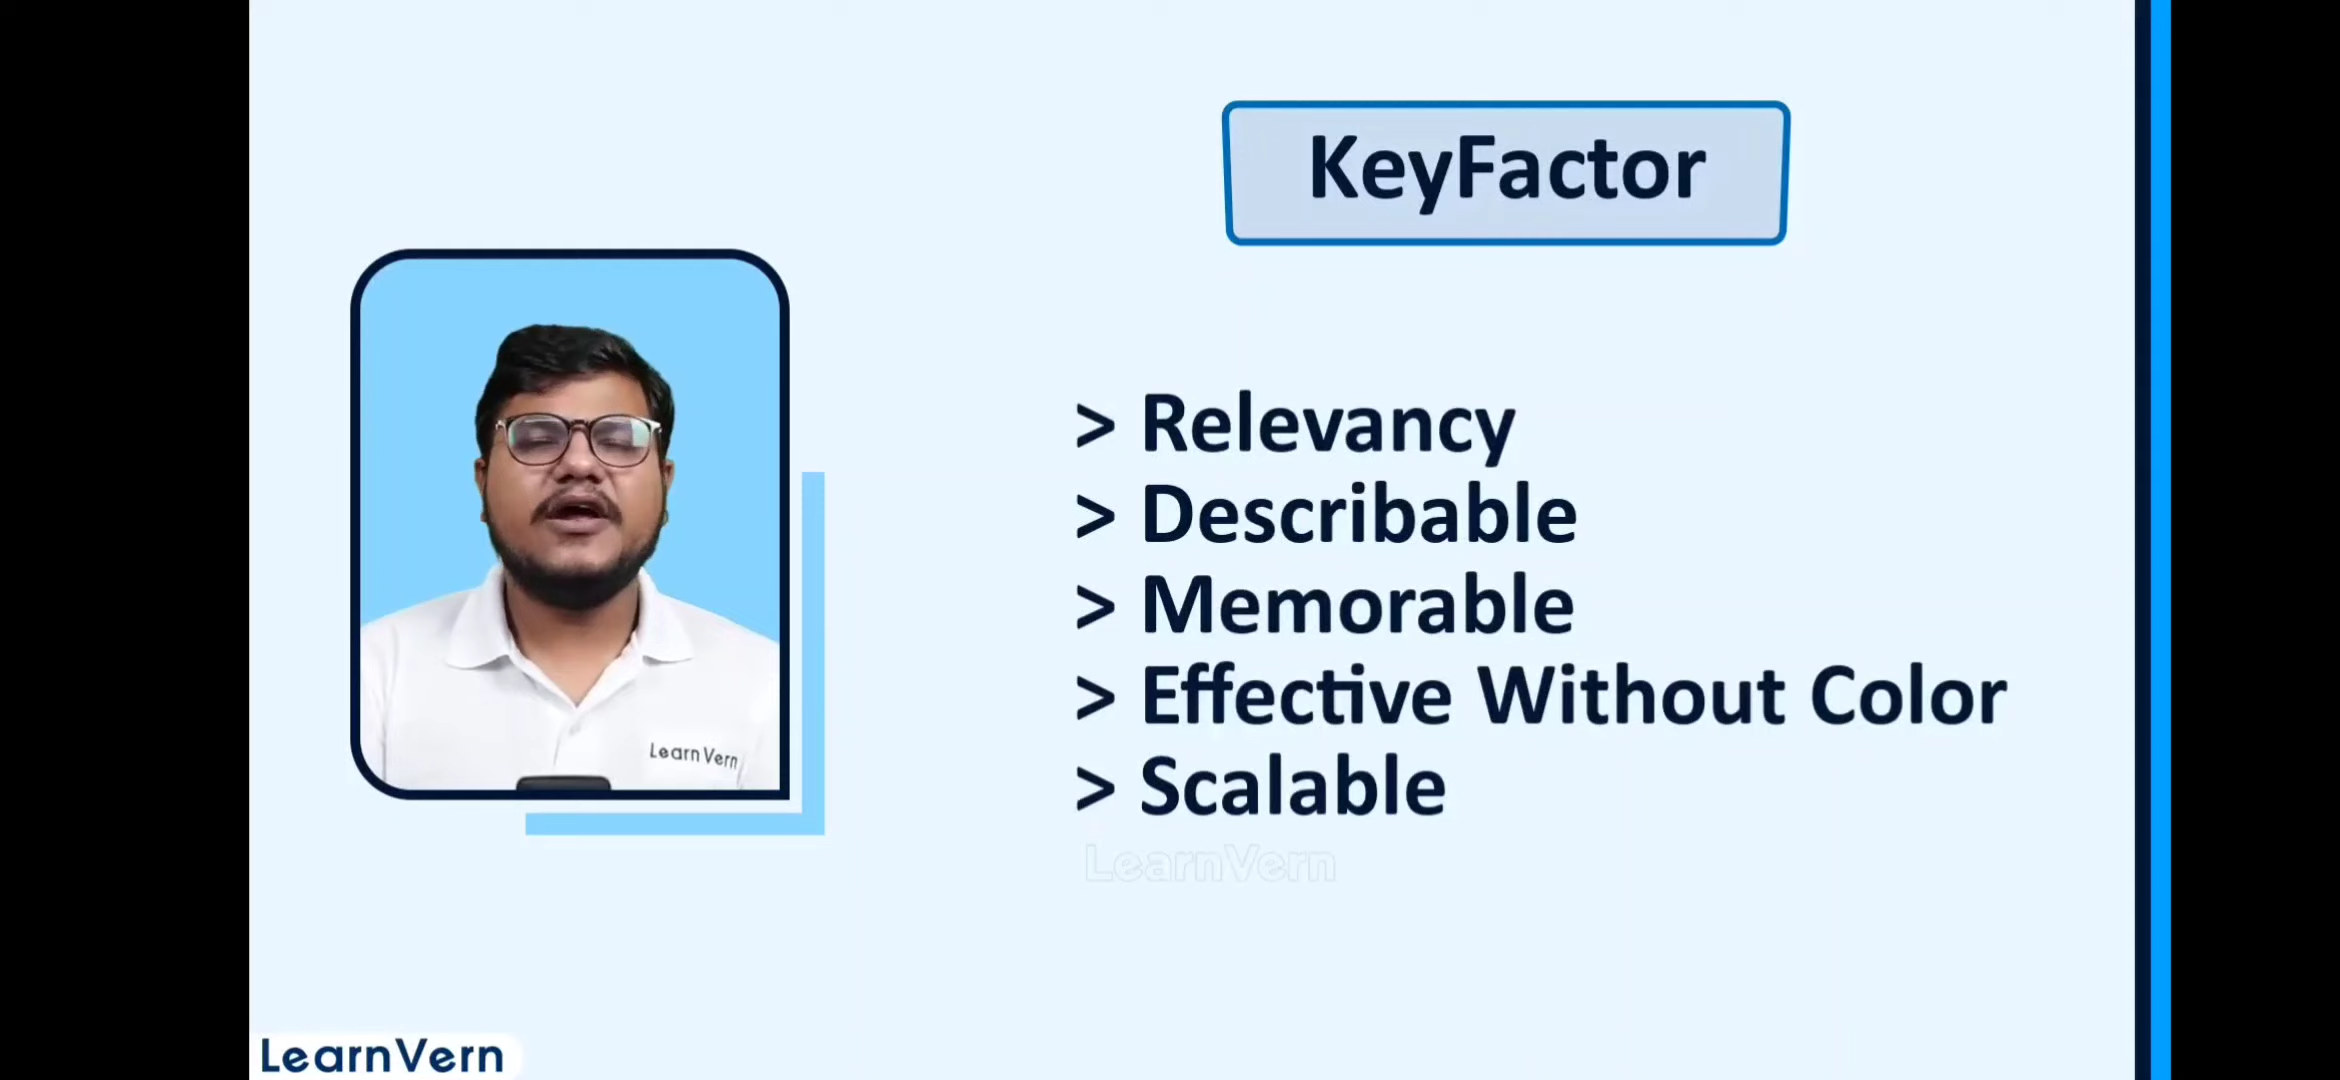 KeyFactor
> Relevancy
> Describable
> Memorable
> Effective Without Color
> Scalable
LearnVern
LearnVern
LearnVern